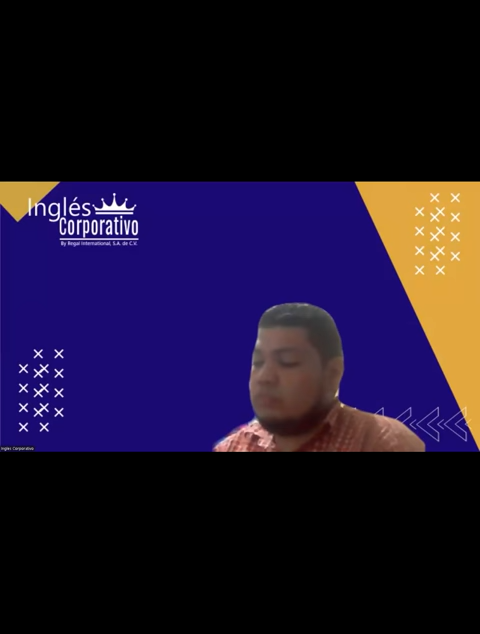 Inglés
Corporativo
By Regal International, S.A. de C.V.
Inglés Corporativo